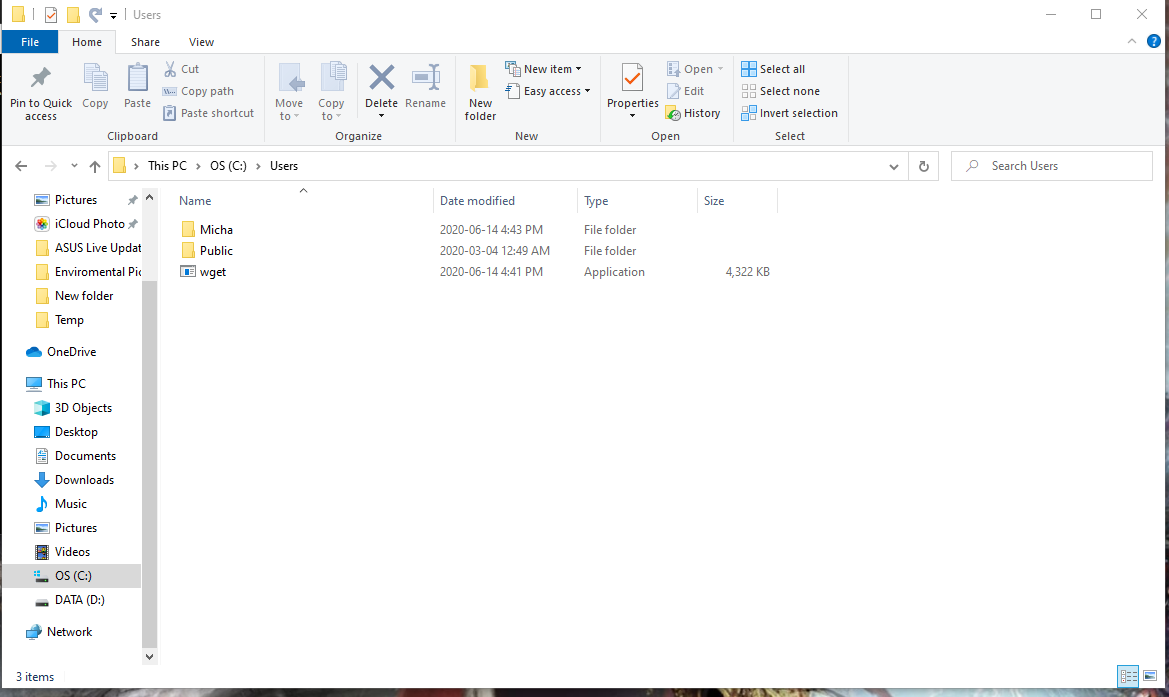 Users
File Home Share View
Pin to Quick access
Copy
Paste
Cut
Copy path
Paste shortcut
Clipboard
Move to
Copy to
Delete
Rename
Organize
New folder
New item
Easy access
New
Properties
Open
Edit
History
Open
Select all
Select none
Invert selection
Select
This PC > OS (C:) > Users
Search Users
Pictures
iCloud Photo
ASUS Live Updat
Enviromental Pic
New folder
Temp
OneDrive
This PC
3D Objects
Desktop
Documents
Downloads
Music
Pictures
Videos
OS (C:)
DATA (D:)
Network
Name Date modified Type Size
Micha 2020-06-14 4:43 PM File folder
Public 2020-03-04 12:49 AM File folder
wget 2020-06-14 4:41 PM Application 4,322 KB
3 items